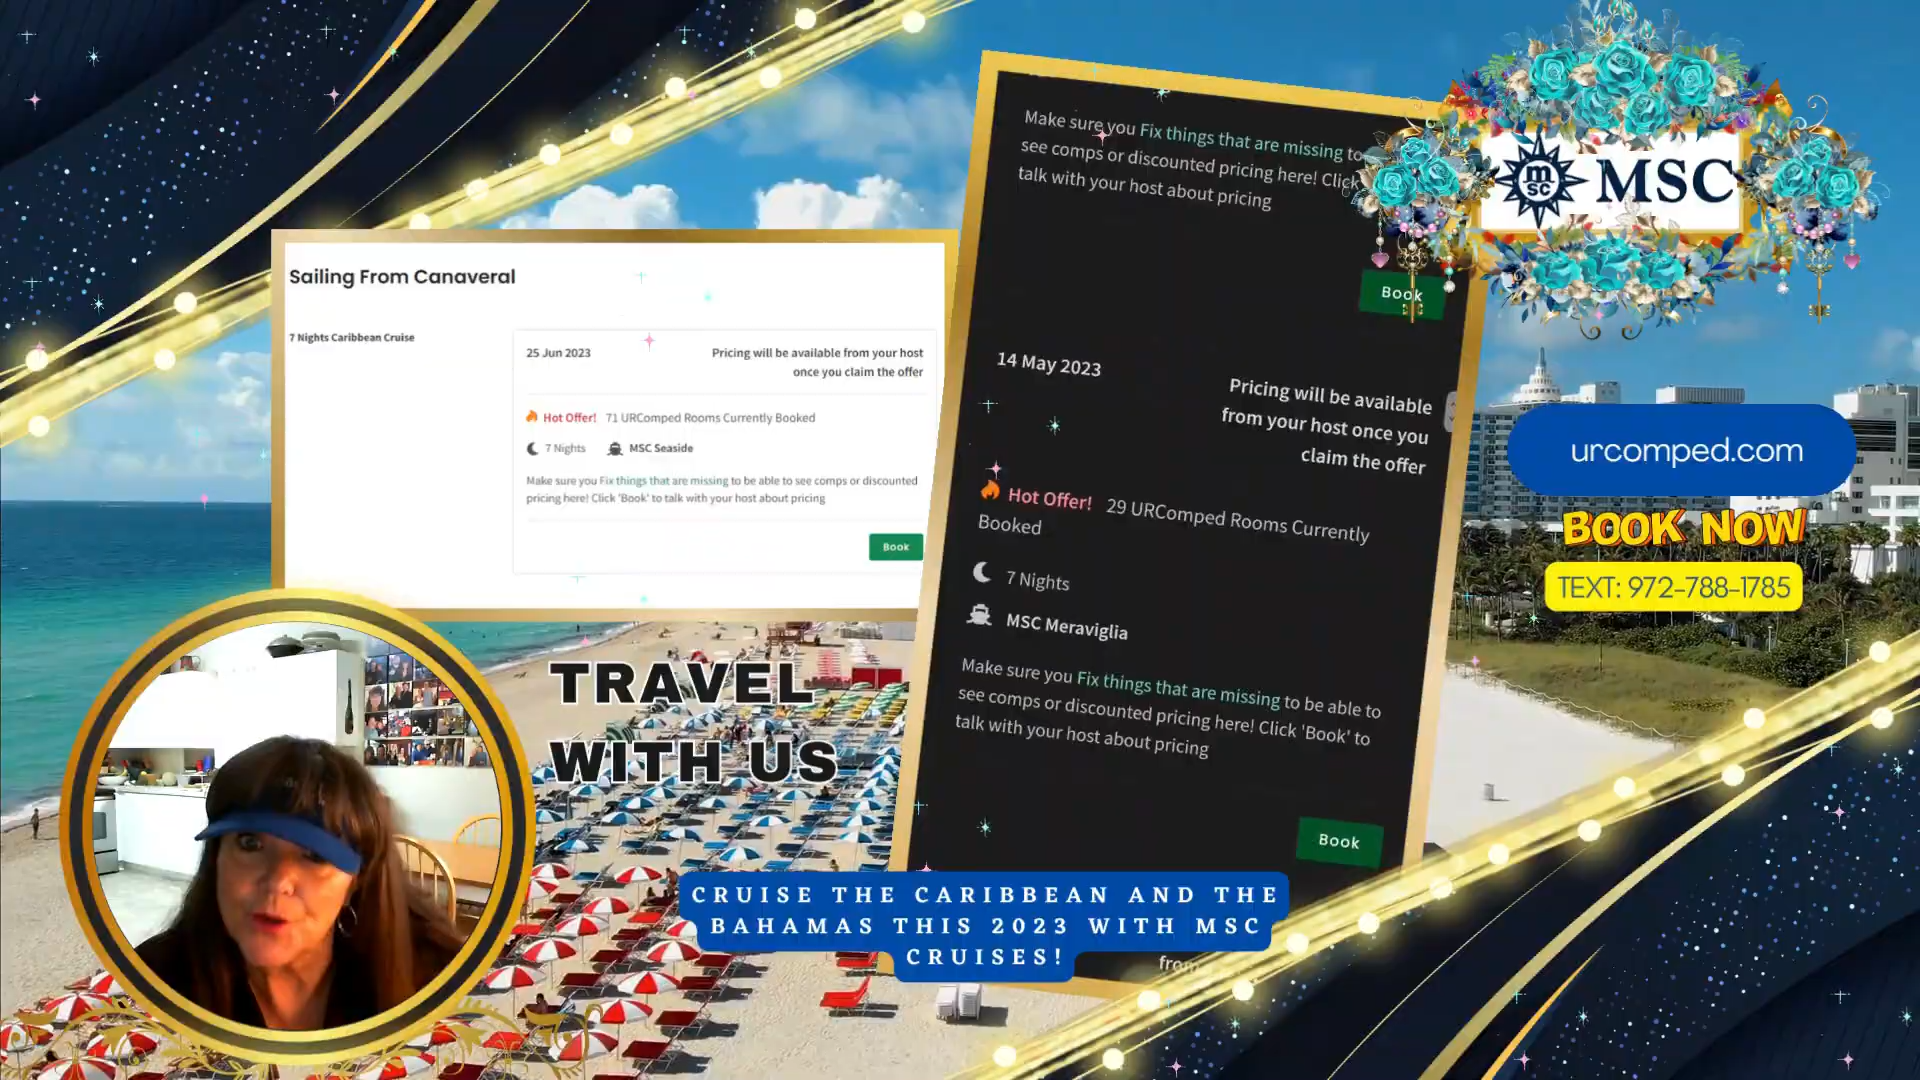 Sailing From Canaveral
7 Nights Caribbean Cruise
25 Jun 2023
Pricing will be available from your host
once you claim the offer
Hot Offer! 71 URComped Rooms Currently Booked
7 Nights MSC Seaside
Make sure you Fix things that are missing to be able to see comps or discounted
pricing here! Click 'Book' to talk with your host about pricing
Book
Make sure you Fix things that are missing to
see comps or discounted pricing here! Click
talk with your host about pricing
Book
14 May 2023
Pricing will be available
from your host once you
claim the offer
Hot Offer! 29 URComped Rooms Currently
Booked
7 Nights
MSC Meraviglia
Make sure you Fix things that are missing to be able to
see comps or discounted pricing here! Click 'Book' to
talk with your host about pricing
Book
m
SC
MSC
urcomped.com
BOOK NOW
TEXT: 972-788-1785
TRAVEL
WITH US
CRUISE THE CARIBBEAN AND THE
BAHAMAS THIS 2023 WITH MSC
CRUISES!